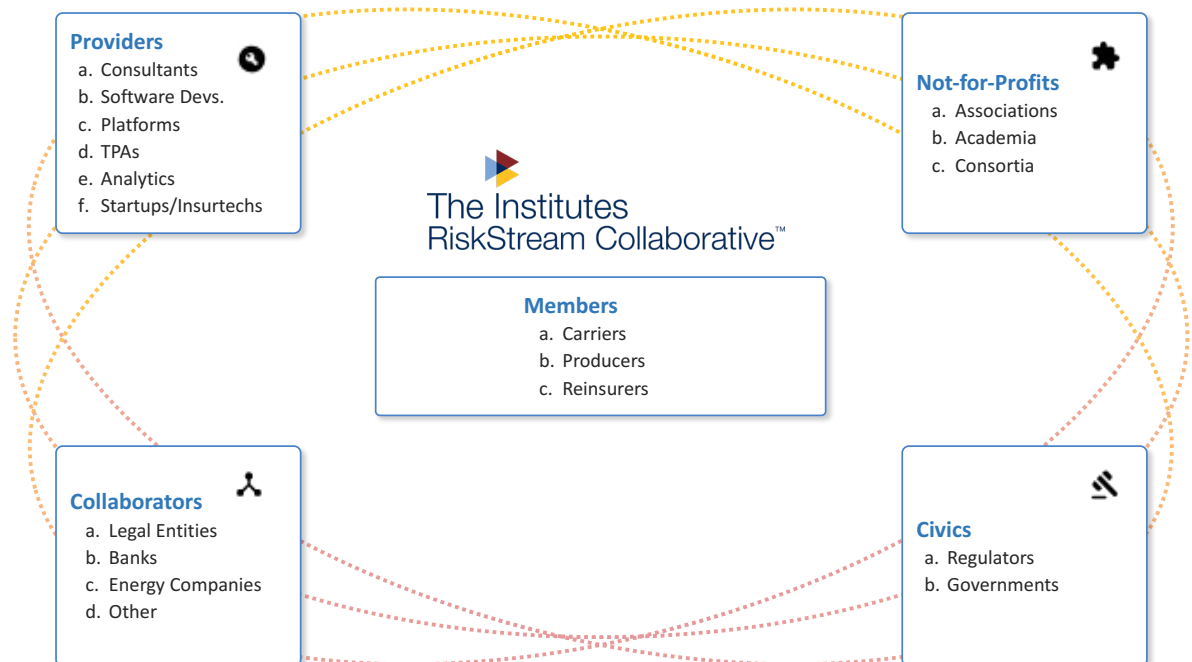 Providers
a. Consultants
b. Software Devs.
c. Platforms
d. TPAs
e. Analytics
f. Startups/Insurtechs
Not-for-Profits
a. Associations
b. Academia
c. Consortia
The Institutes
RiskStream Collaborative™
Members
a. Carriers
b. Producers
c. Reinsurers
Collaborators
a. Legal Entities
b. Banks
c. Energy Companies
d. Other
Civics
a. Regulators
b. Governments